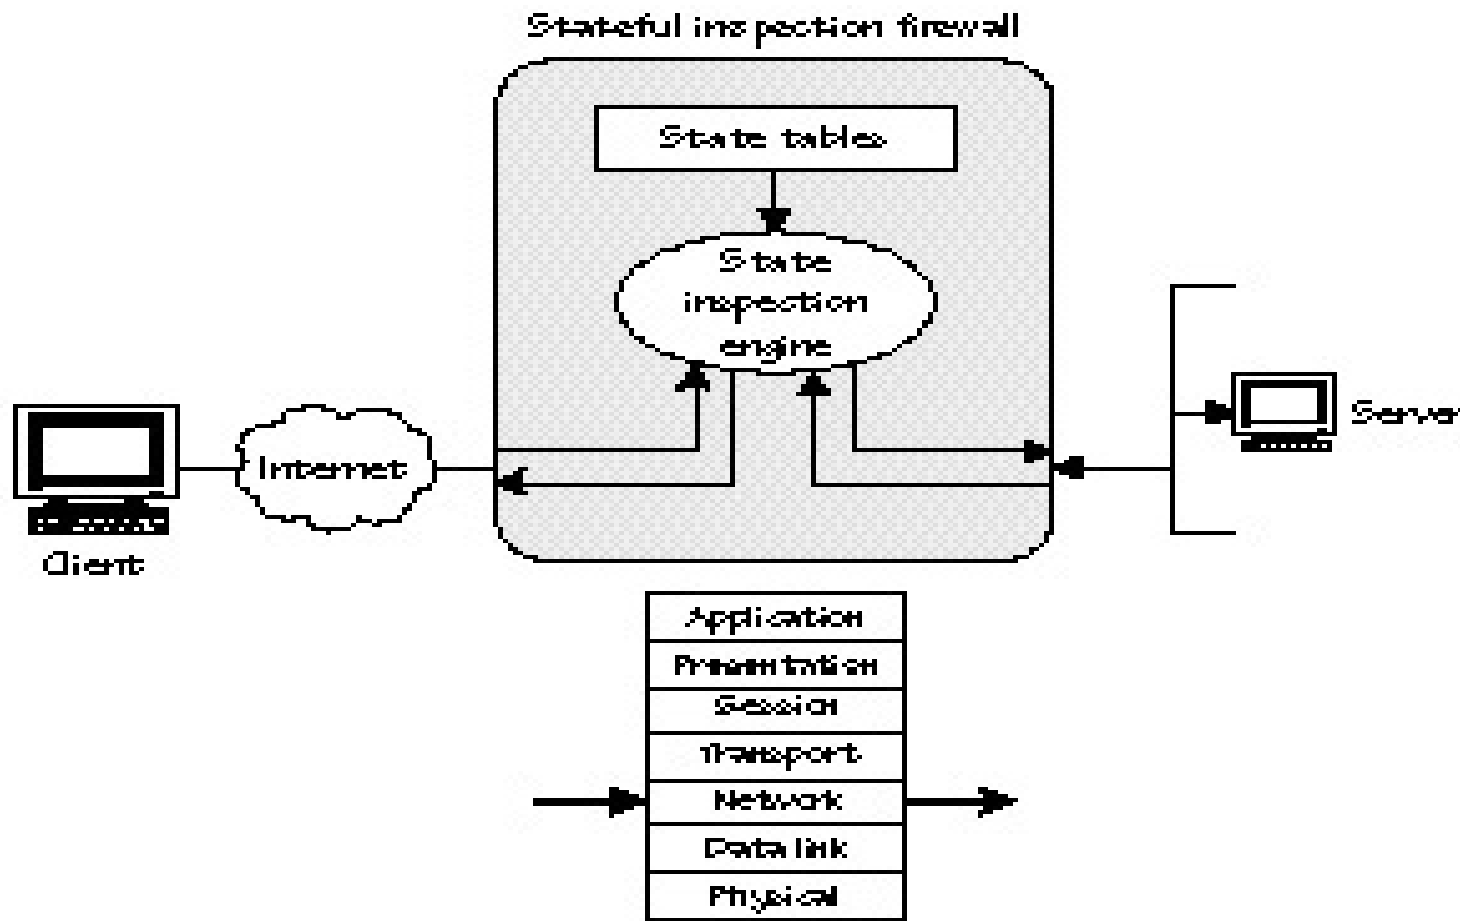 Stateful inspection firewall
State tables
State
inspection
engine
Internet
Client
Server
Application
Presentation
Session
Transport
Network
Data link
Physical